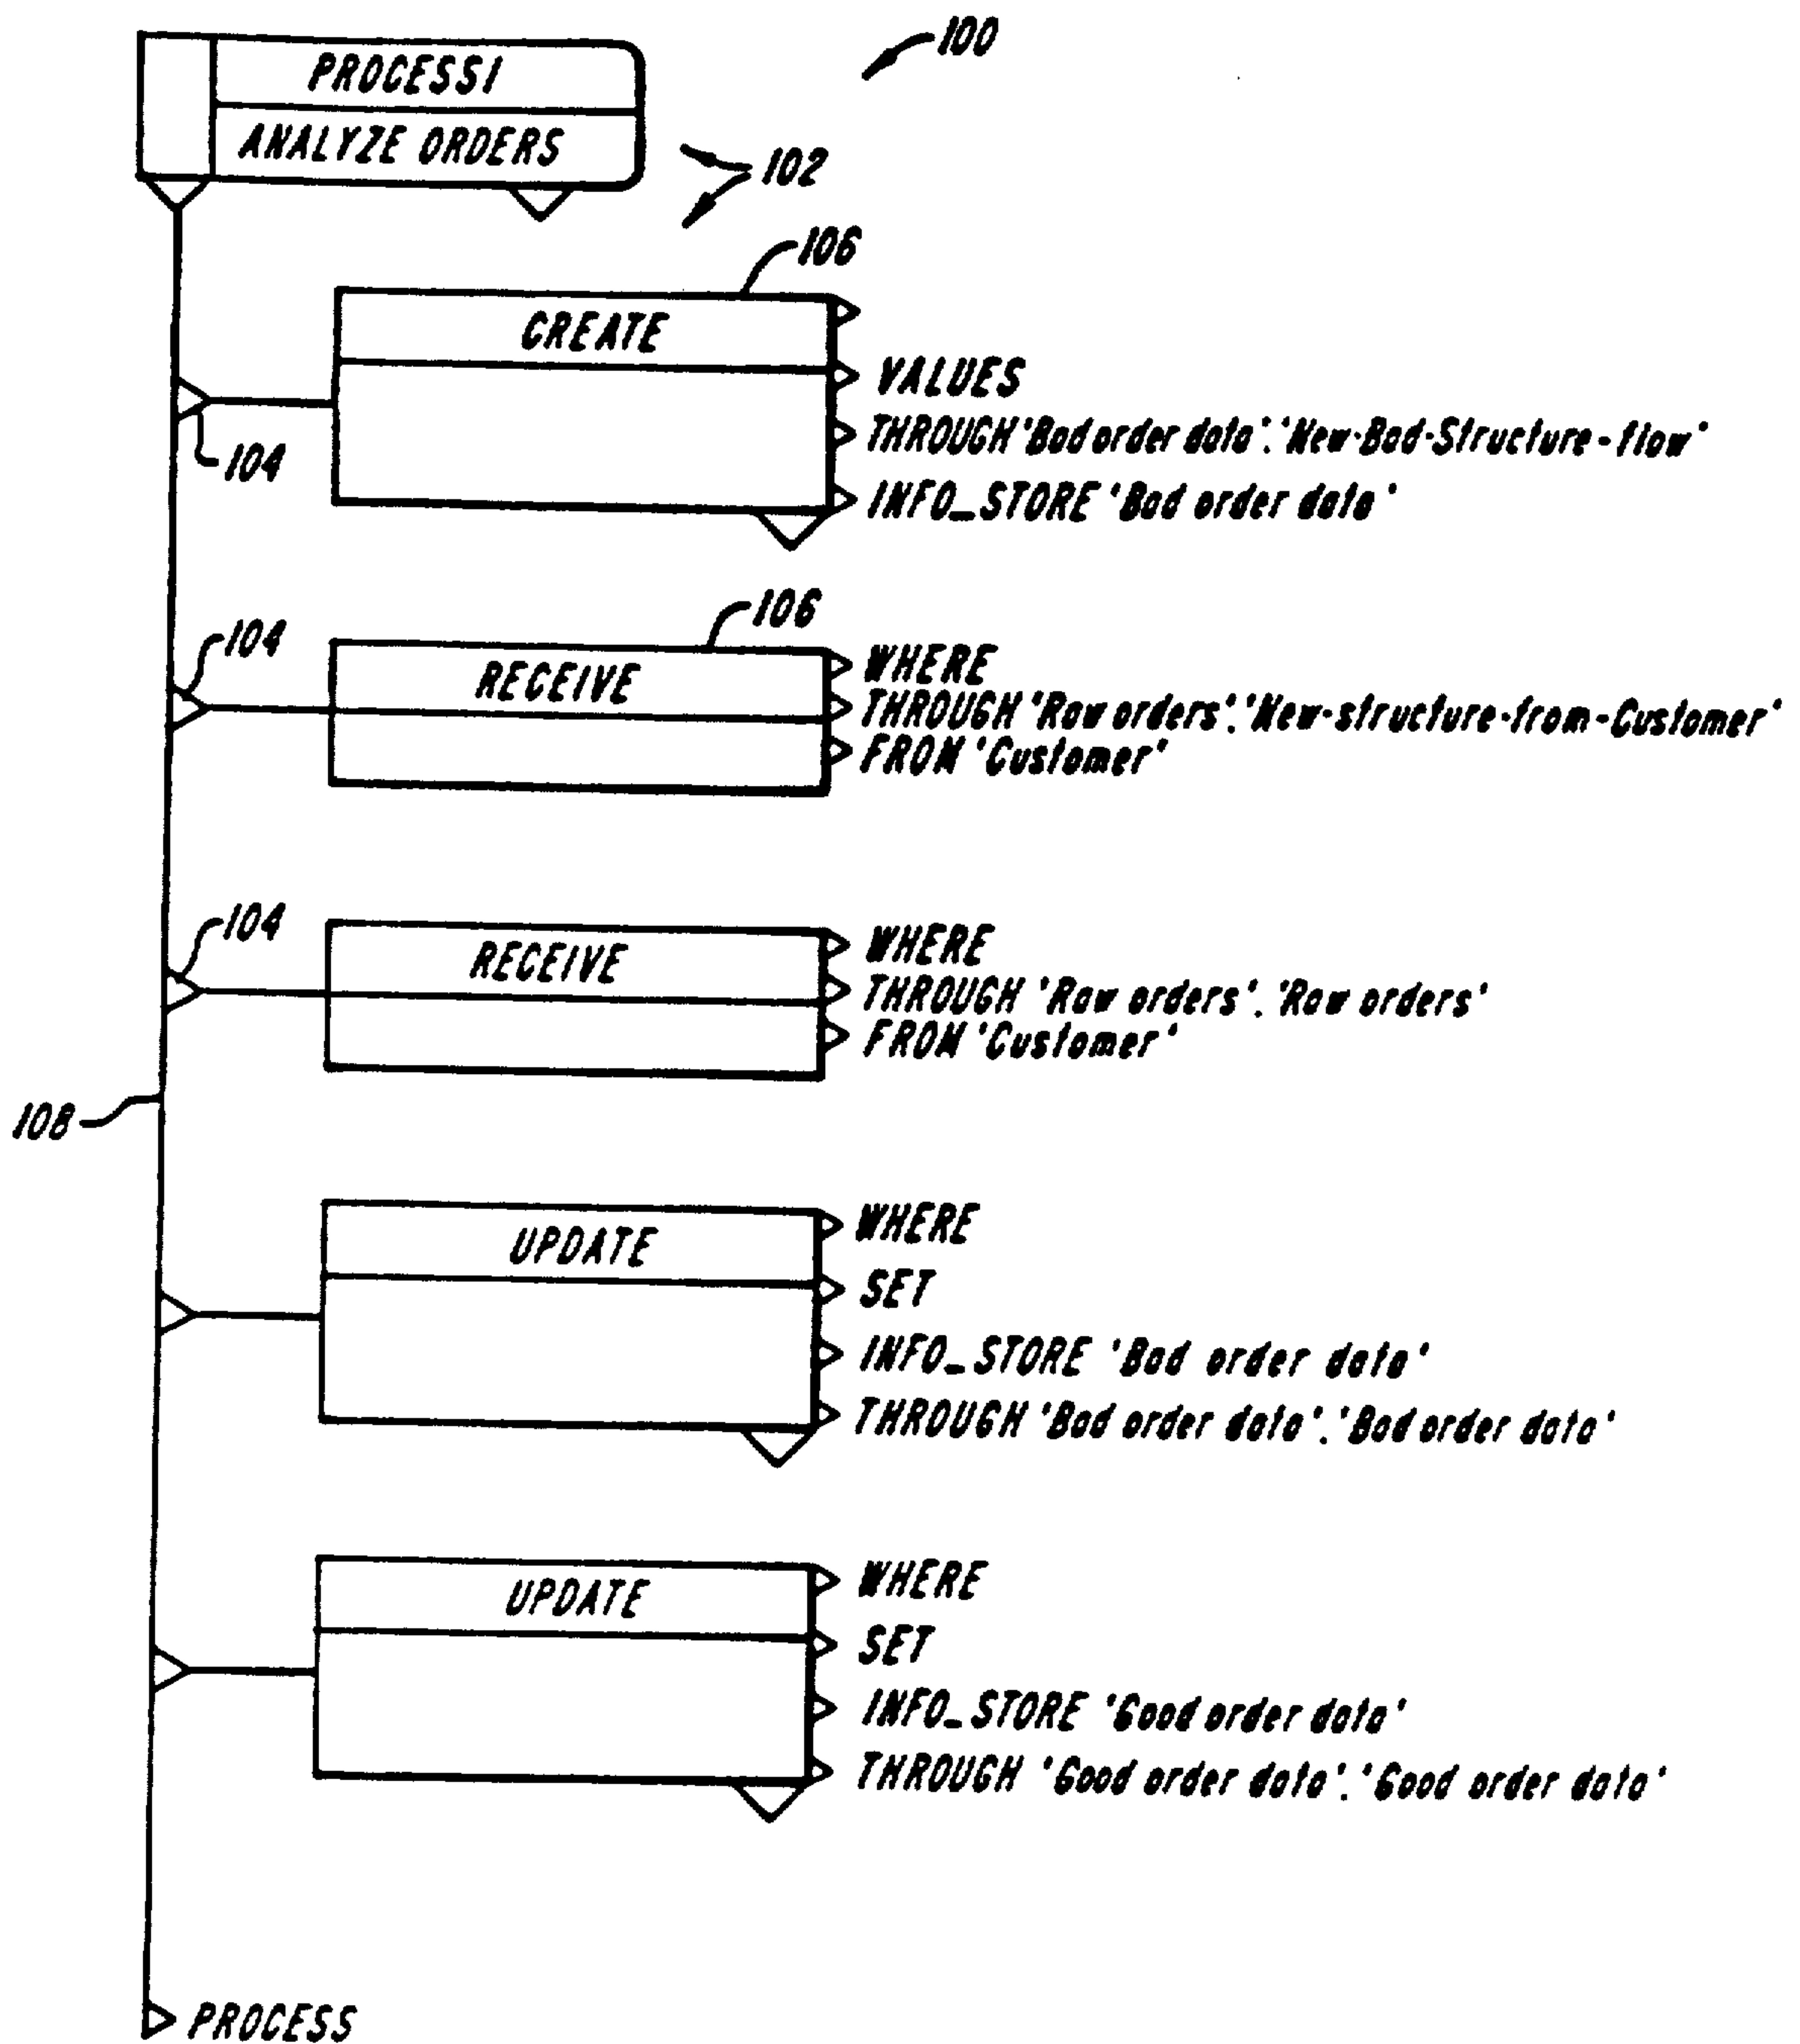 100
PROCESS1
ANALYZE ORDERS
102
106
CREATE
VALUES
THROUGH 'Bad order data'.'New-Bad-Structure-flow'
104
INFO_STORE 'Bad order data'
106
104
RECEIVE
WHERE
THROUGH 'Raw orders'.'New-structure-from-Customer'
FROM 'Customer'
104
RECEIVE
WHERE
THROUGH 'Raw orders'.'Raw orders'
FROM 'Customer'
108
UPDATE
WHERE
SET
INFO_STORE 'Bad order data'
THROUGH 'Bad order data'.'Bad order data'
UPDATE
WHERE
SET
INFO_STORE 'Good order data'
THROUGH 'Good order data'.'Good order data'
PROCESS